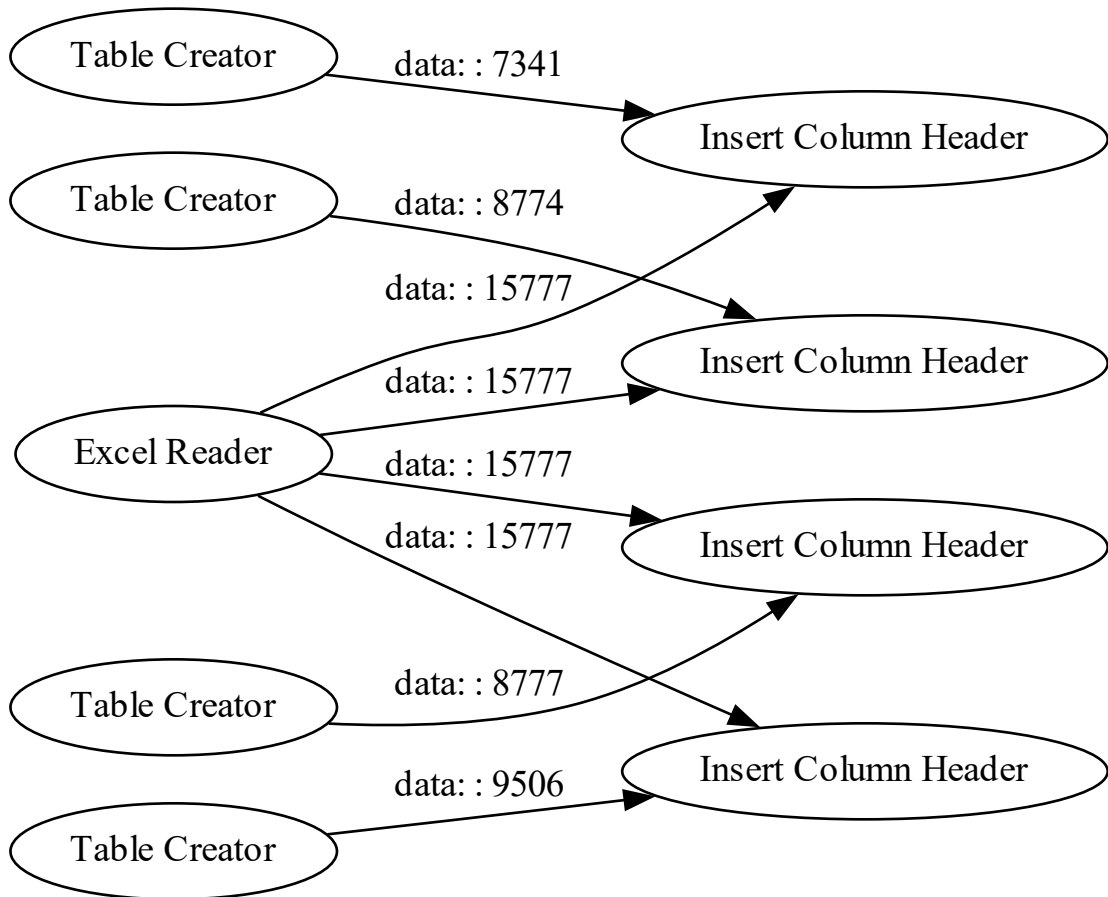 Table Creator
data: : 7341
Insert Column Header
Table Creator
data: : 8774
data: : 15777
Insert Column Header
data: : 15777
Excel Reader
data: : 15777
data: : 15777
Insert Column Header
Table Creator
data: : 8777
Insert Column Header
data: : 9506
Table Creator